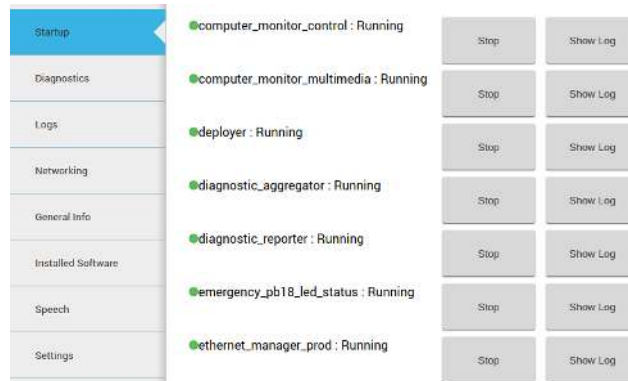 Startup
Diagnostics
Logs
Networking
General Info
Installed Software
Speech
Settings
computer_monitor_control : Running
Stop
Show Log
computer_monitor_multimedia : Running
Stop
Show Log
deployer : Running
Stop
Show Log
diagnostic_aggregator : Running
Stop
Show Log
diagnostic_reporter : Running
Stop
Show Log
emergency_pb18_led_status : Running
Stop
Show Log
ethernet_manager_prod : Running
Stop
Show Log